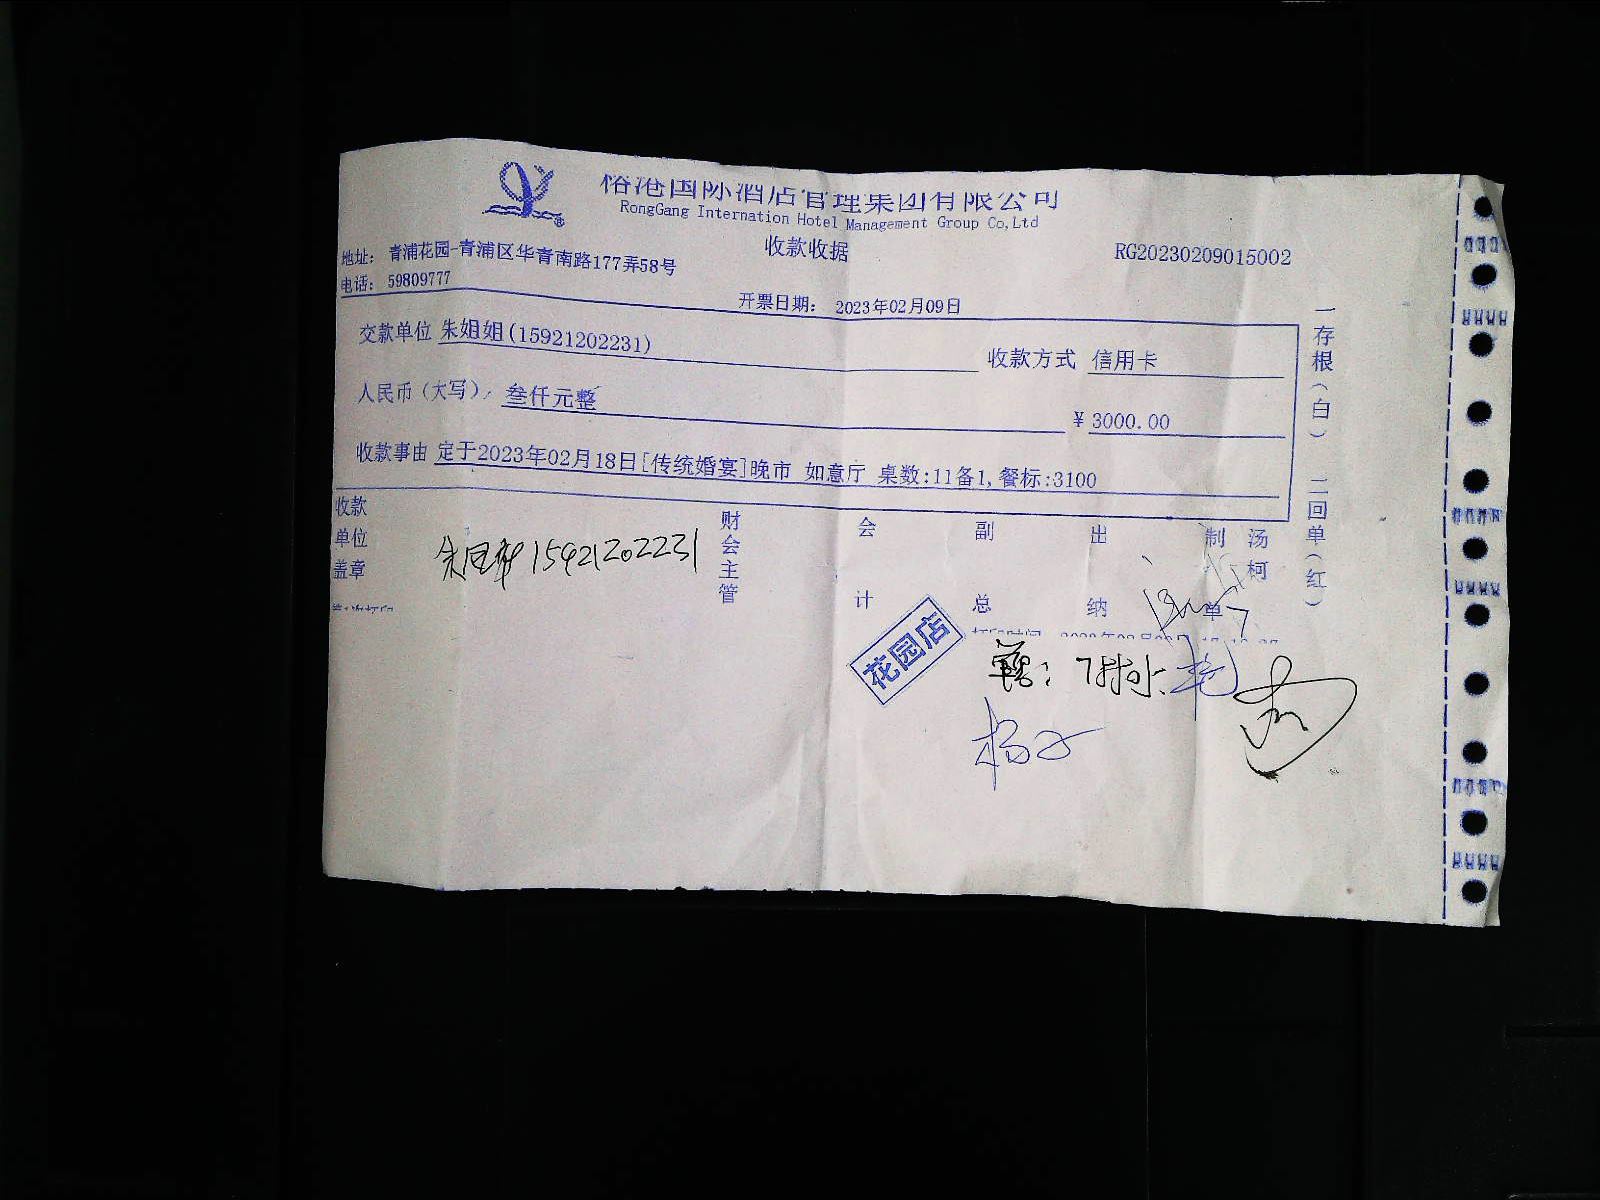 榕港国际酒店管理集团有限公司
RongGang Internation Hotel Management Group Co,Ltd
收款收据
RG20230209015002
地址: 青浦花园-青浦区华青南路177弄58号
电话: 59809777
开票日期: 2023年02月09日
交款单位 朱姐姐(15921202231)
收款方式 信用卡
人民币(大写): 叁仟元整
¥ 3000.00
收款事由 定于2023年02月18日[传统婚宴]晚市 如意厅 桌数:11备1,餐标:3100
收款单位盖章
15921202231
财会主管
会计
副总
出纳
制单
汤柯
一存根(白) 二回单(红)
花园店